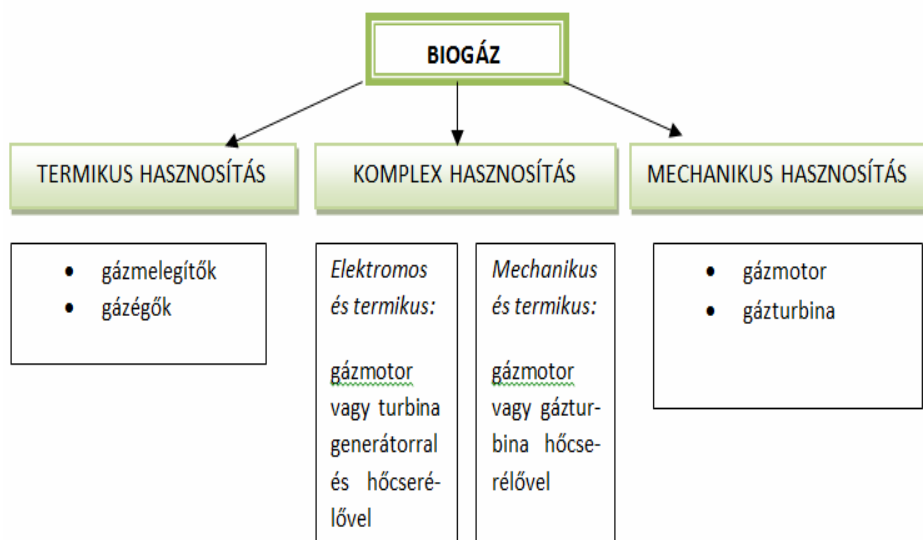 BIOGÁZ
TERMIKUS HASZNOSÍTÁS
KOMPLEX HASZNOSÍTÁS
MECHANIKUS HASZNOSÍTÁS
• gázmelegítők
• gázégők
Elektromos
és termikus:
gázmotor
vagy turbina
generátorral
és hőcseré-
lővel
Mechanikus
és termikus:
gázmotor
vagy gáztur-
bina hőcse-
rélővel
• gázmotor
• gázturbina